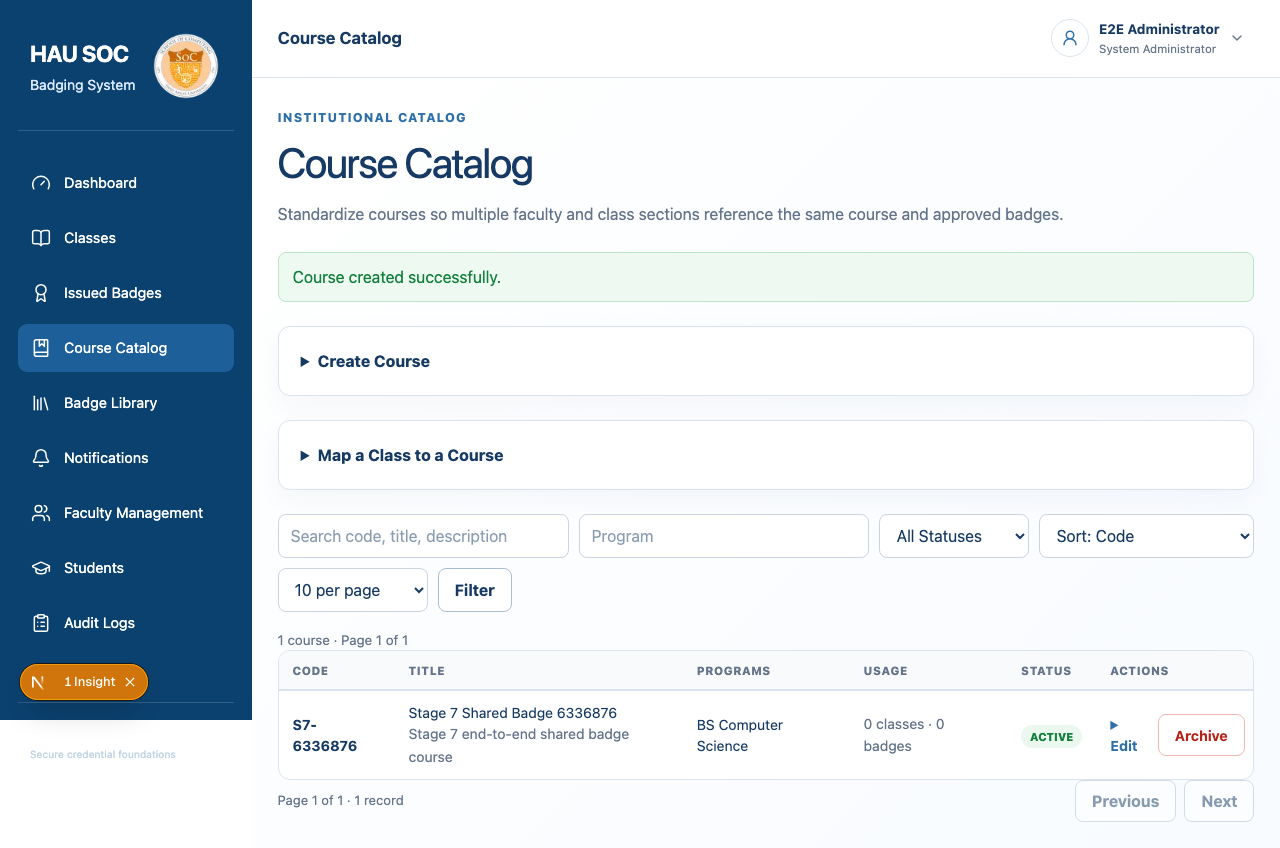 HAU SOC
Badging System
SoC
Dashboard
Classes
Issued Badges
Course Catalog
Badge Library
Notifications
Faculty Management
Students
Audit Logs
1 Insight
Secure credential foundations
Course Catalog
E2E Administrator
System Administrator
INSTITUTIONAL CATALOG
Course Catalog
Standardize courses so multiple faculty and class sections reference the same course and approved badges.
Course created successfully.
Create Course
Map a Class to a Course
Search code, title, description
Program
All Statuses
Sort: Code
10 per page
Filter
1 course · Page 1 of 1
CODE TITLE PROGRAMS USAGE STATUS ACTIONS
S7-
6336876
Stage 7 Shared Badge 6336876
Stage 7 end-to-end shared badge
course
BS Computer
Science
0 classes · 0
badges
ACTIVE
Edit
Archive
Page 1 of 1 · 1 record
Previous
Next